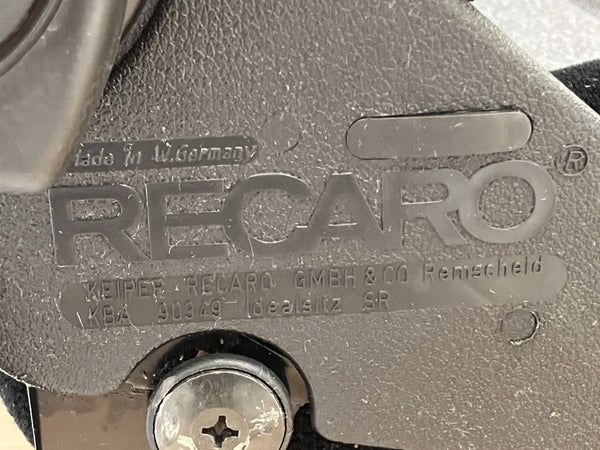 Made in W.Germany
RECARO®
KEIPER RECARO GMBH & CO Remscheid
KBA 90349 Idealsitz SR